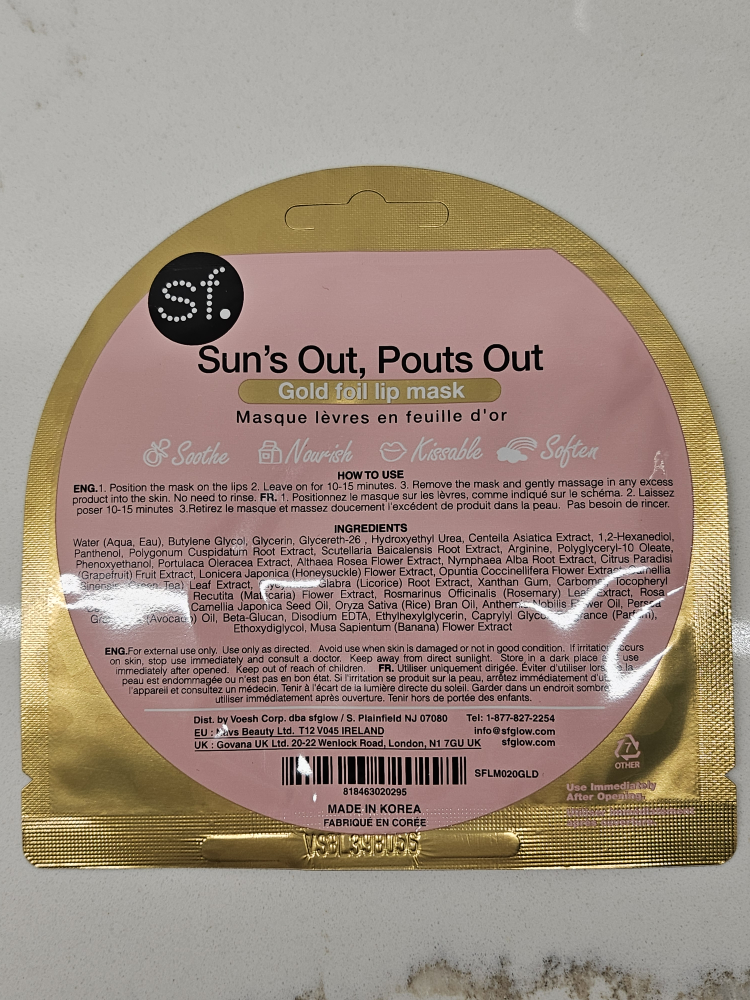 sf.
Sun's Out, Pouts Out
Gold foil lip mask
Masque lèvres en feuille d'or
Soothe Nourish Kissable Soften
HOW TO USE
ENG.1. Position the mask on the lips 2. Leave on for 10-15 minutes. 3. Remove the mask and gently massage in any excess
product into the skin. No need to rinse. FR. 1. Positionnez le masque sur les lèvres, comme indiqué sur le schéma. 2. Laissez
poser 10-15 minutes 3.Retirez le masque et massez doucement l'excédent de produit dans la peau. Pas besoin de rincer.
INGREDIENTS
Water (Aqua, Eau), Butylene Glycol, Glycerin, Glycereth-26 , Hydroxyethyl Urea, Centella Asiatica Extract, 1,2-Hexanediol,
Panthenol, Polygonum Cuspidatum Root Extract, Scutellaria Baicalensis Root Extract, Arginine, Polyglyceryl-10 Oleate,
Phenoxyethanol, Portulaca Oleracea Extract, Althaea Rosea Flower Extract, Nymphaea Alba Root Extract, Citrus Paradisi
(Grapefruit) Fruit Extract, Lonicera Japonica (Honeysuckle) Flower Extract, Opuntia Coccinellifera Flower Extract, Camellia
Sinensis (Green Tea) Leaf Extract, Glabra (Licorice) Root Extract, Xanthan Gum, Tocopheryl
Recutita (Matricaria) Flower Extract, Rosmarinus Officinalis (Rosemary) Leaf Extract, Rosa
Camellia Japonica Seed Oil, Oryza Sativa (Rice) Bran Oil, Anthemis Nobilis Flower Oil, Persea
(Avocado) Oil, Beta-Glucan, Disodium EDTA, Ethylhexylglycerin, Caprylyl Glycol, Fragrance (Parfum),
Ethoxydiglycol, Musa Sapientum (Banana) Flower Extract
ENG.For external use only. Use only as directed. Avoid use when skin is damaged or not in good condition. If irritation occurs
on skin, stop use immediately and consult a doctor. Keep away from direct sunlight. Store in a dark place use
immediately after opened. Keep out of reach of children. FR. Utiliser uniquement dirigée. Éviter d'utiliser lorsque la
peau est endommagée ou n'est pas en bon état. Si l'irritation se produit sur la peau, arrêtez immédiatement d'utiliser
l'appareil et consultez un médecin. Tenir à l'écart de la lumière directe du soleil. Garder dans un endroit sombre
utiliser immédiatement après ouverture. Tenir hors de portée des enfants.
Dist. by Voesh Corp. dba sfglow / S. Plainfield NJ 07080 Tel: 1-877-827-2254
EU : Beauty Ltd. T12 V045 IRELAND info@sfglow.com
UK : Govana UK Ltd. 20-22 Wenlock Road, London, N1 7GU UK sfglow.com
SFLM020GLD
818463020295
7
OTHER
Use Immediately
After Opening.
MADE IN KOREA
FABRIQUÉ EN CORÉE